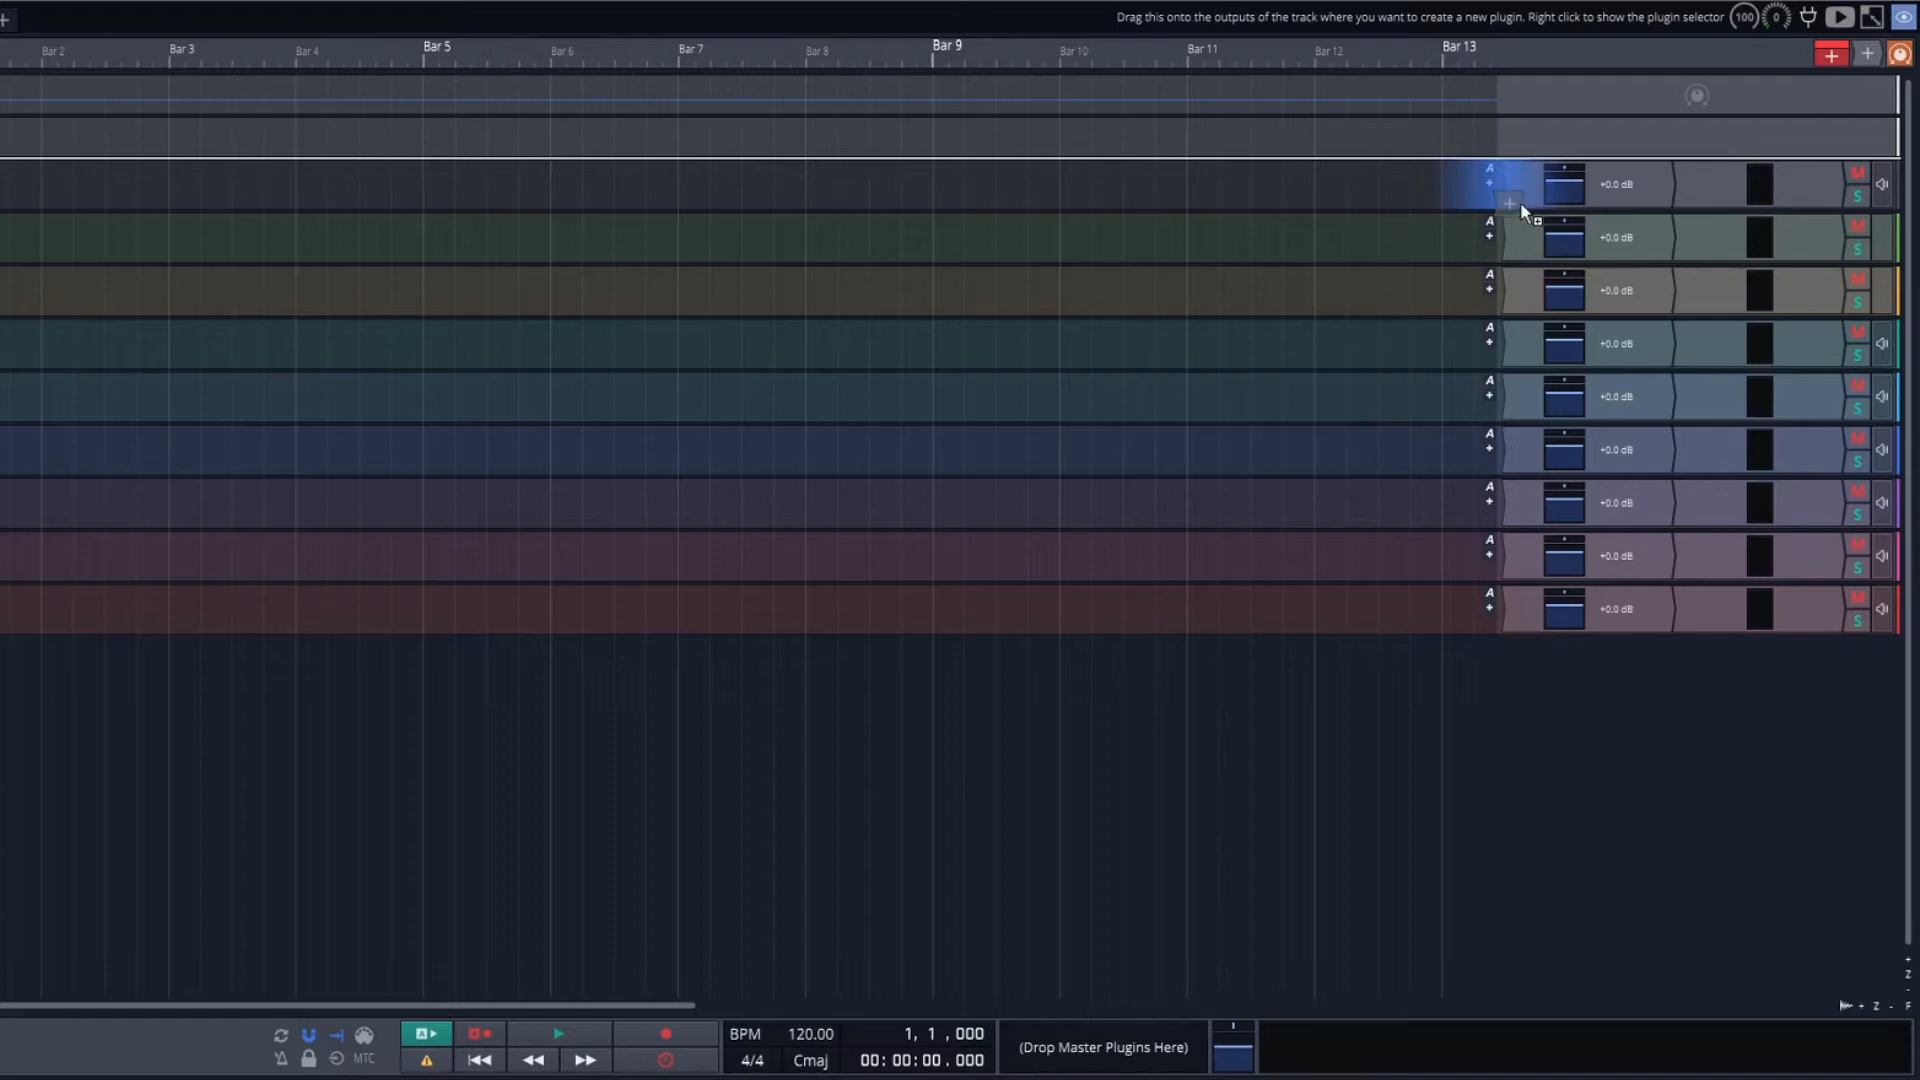 Drag this onto the outputs of the track where you want to create a new plugin. Right click to show the plugin selector 100 0
Bar 2 Bar 3 Bar 4 Bar 5 Bar 6 Bar 7 Bar 8 Bar 9 Bar 10 Bar 11 Bar 12 Bar 13
A +0.0 dB M
S
A +0.0 dB M
S
A +0.0 dB M
S
A +0.0 dB M
S
A +0.0 dB M
S
A +0.0 dB M
S
A +0.0 dB M
S
A +0.0 dB M
S
A +0.0 dB M
S
+
Z
-
+ Z - F
A A BPM 120.00 1, 1 ,000
MTC 4/4 Cmaj 00:00:00.000
(Drop Master Plugins Here)